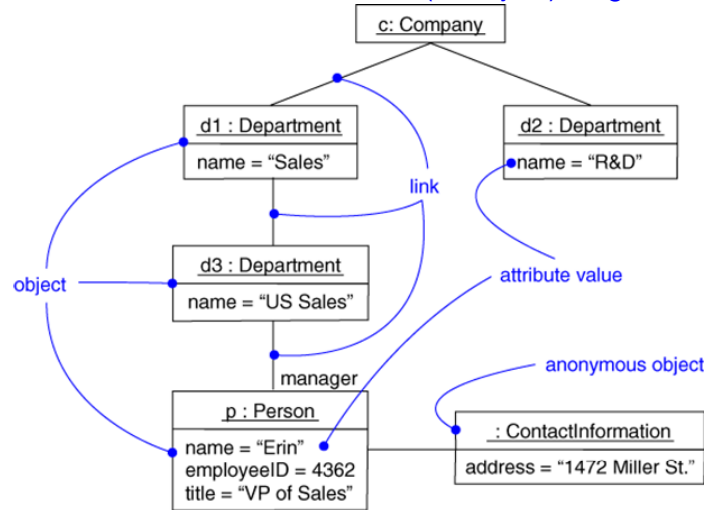 c: Company
d1 : Department
name = “Sales”
d2 : Department
name = “R&D”
link
d3 : Department
name = “US Sales”
object
attribute value
manager
anonymous object
p : Person
name = “Erin”
employeeID = 4362
title = “VP of Sales”
: ContactInformation
address = “1472 Miller St.”